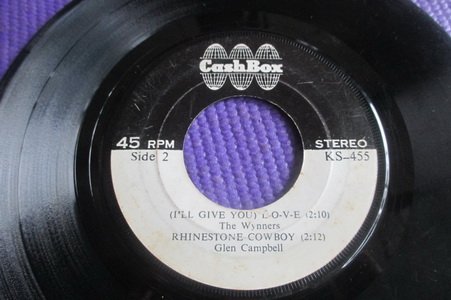 CashBox
45 RPM STEREO
Side 2 KS-455
(I'LL GIVE YOU) L-O-V-E (2:10)
The Wynners
RHINESTONE COWBOY (2:12)
Glen Campbell